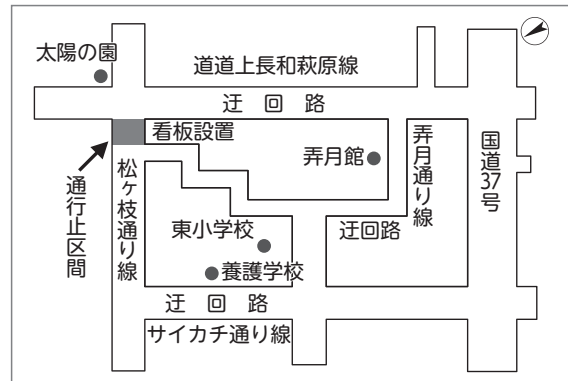 太陽の園
道道上長和萩原線
迂回路
看板設置
弄月館
通行止区間
松ヶ枝通り線
弄月通り線
国道37号
東小学校
迂回路
養護学校
迂回路
サイカチ通り線